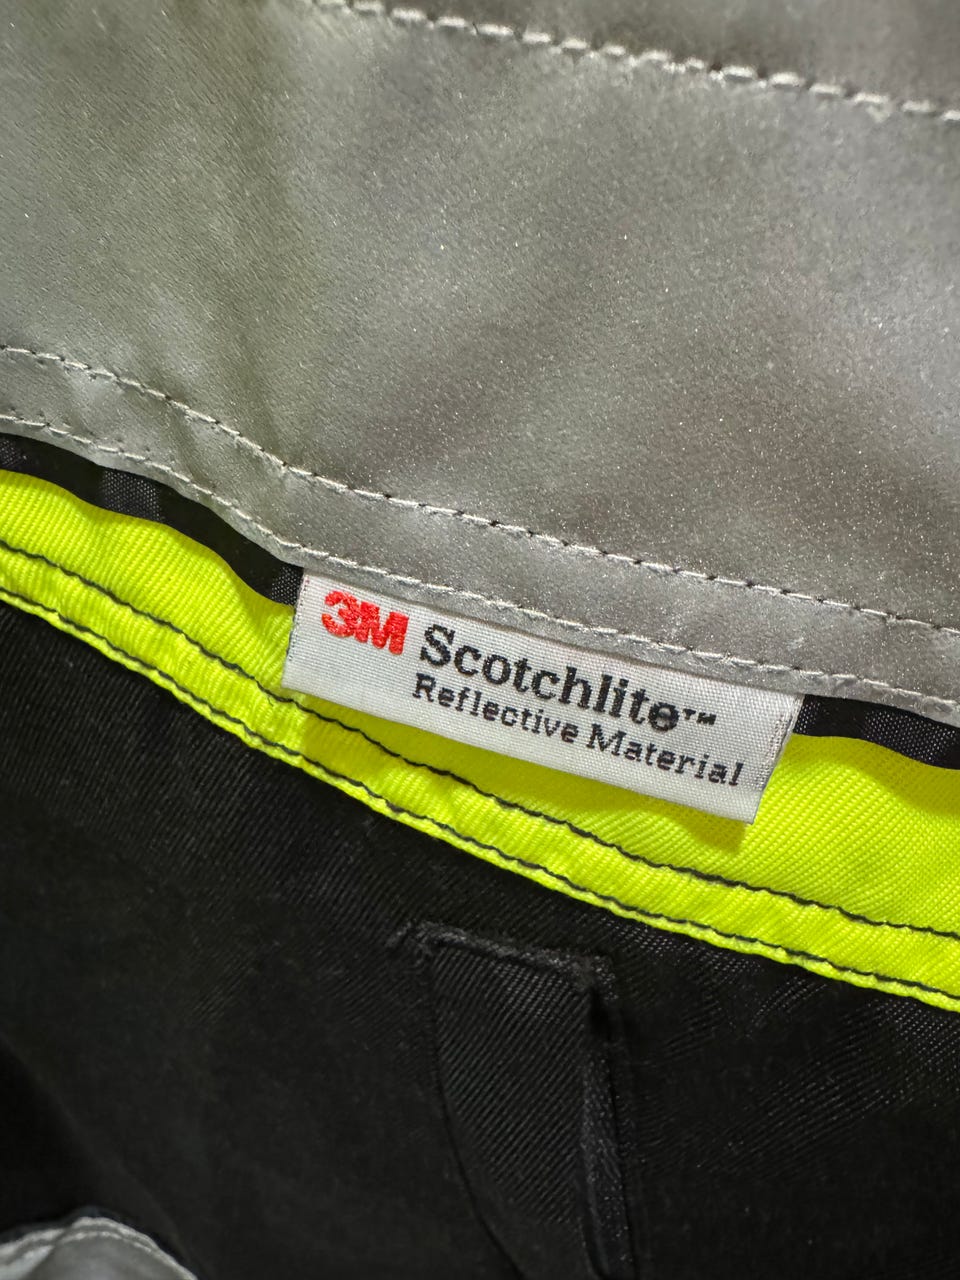 3M Scotchlite™
Reflective Material